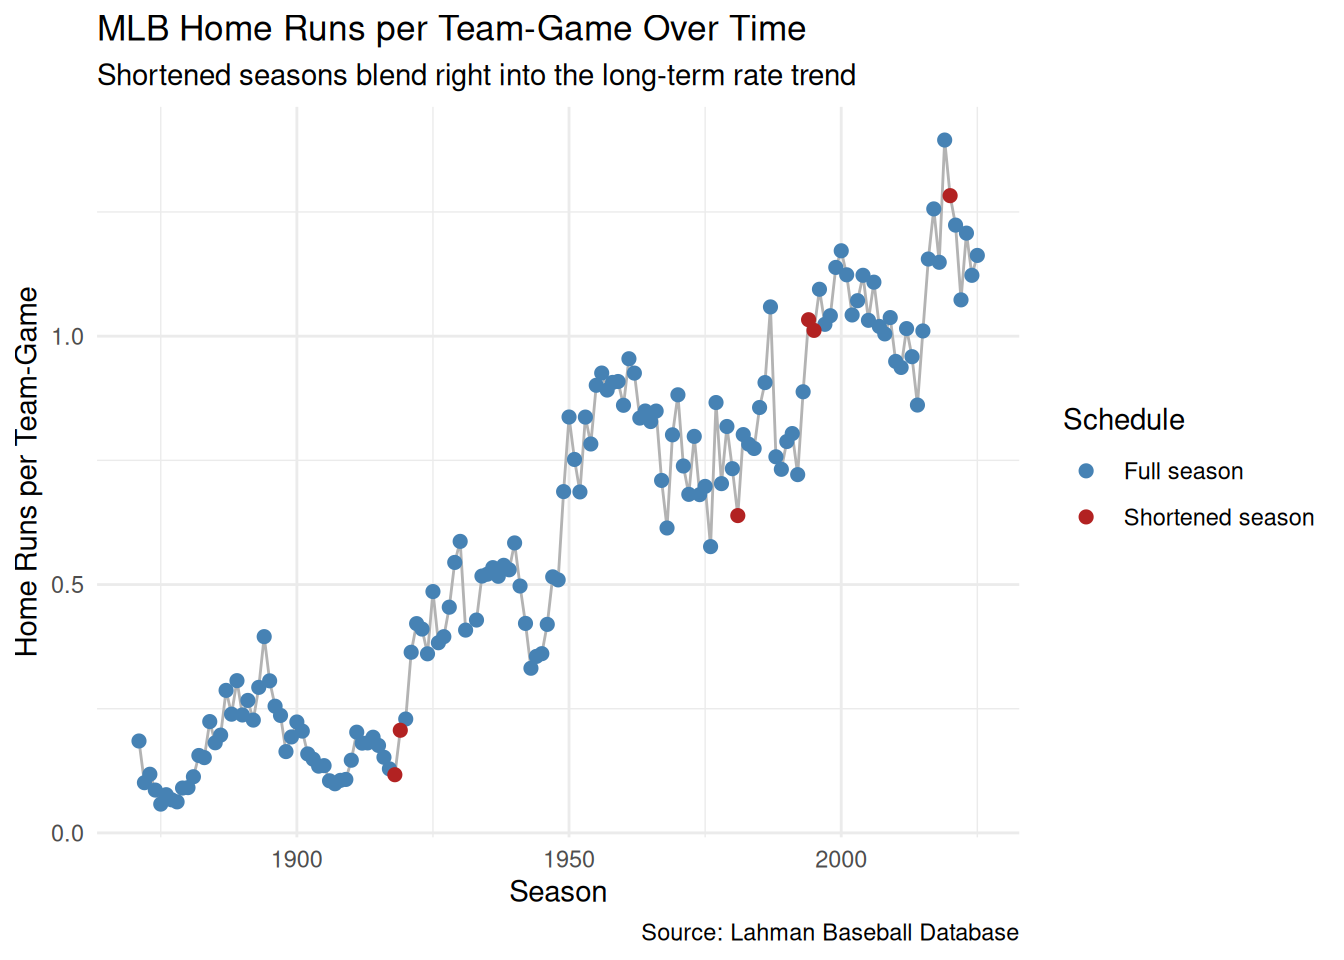 MLB Home Runs per Team-Game Over Time
Shortened seasons blend right into the long-term rate trend
Home Runs per Team-Game
1.0
0.5
0.0
1900
1950
2000
Season
Schedule
Full season
Shortened season
Source: Lahman Baseball Database